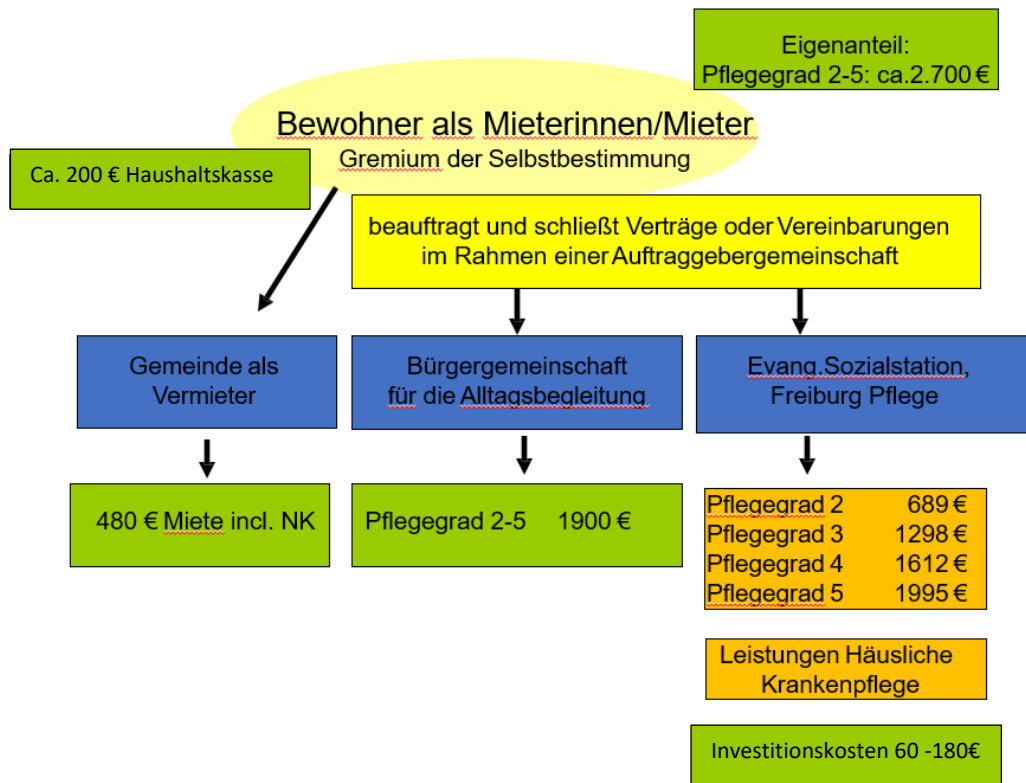 Eigenanteil:
Pflegegrad 2-5: ca.2.700 €
Bewohner als Mieterinnen/Mieter
Gremium der Selbstbestimmung
Ca. 200 € Haushaltskasse
beauftragt und schließt Verträge oder Vereinbarungen
im Rahmen einer Auftraggebergemeinschaft
Gemeinde als
Vermieter
Bürgergemeinschaft
für die Alltagsbegleitung
Evang.Sozialstation,
Freiburg Pflege
480 € Miete incl. NK
Pflegegrad 2-5 1900 €
Pflegegrad 2 689 €
Pflegegrad 3 1298 €
Pflegegrad 4 1612 €
Pflegegrad 5 1995 €
Leistungen Häusliche
Krankenpflege
Investitionskosten 60 -180€